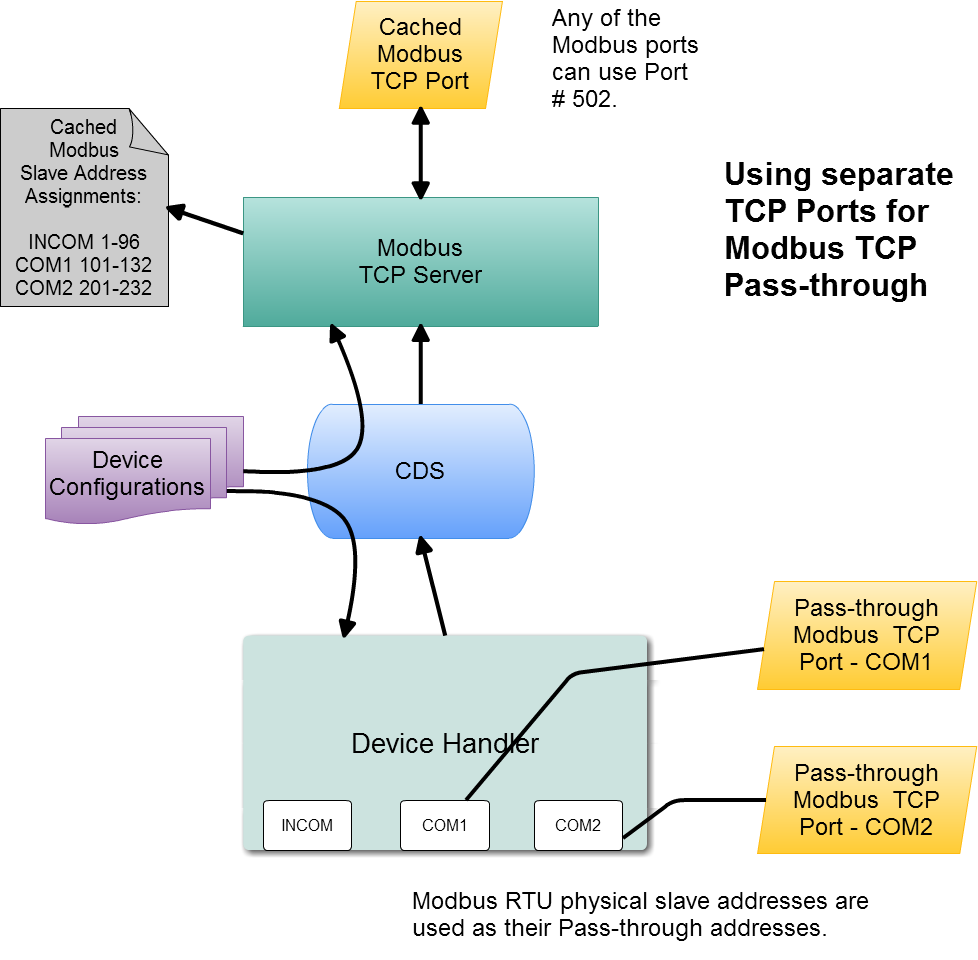 Cached
Modbus
TCP Port
Any of the
Modbus ports
can use Port
# 502.
Cached
Modbus
Slave Address
Assignments:
INCOM 1-96
COM1 101-132
COM2 201-232
Using separate
TCP Ports for
Modbus TCP
Pass-through
Modbus
TCP Server
Device
Configurations
CDS
Pass-through
Modbus TCP
Port - COM1
Device Handler
Pass-through
Modbus TCP
Port - COM2
INCOM
COM1
COM2
Modbus RTU physical slave addresses are
used as their Pass-through addresses.